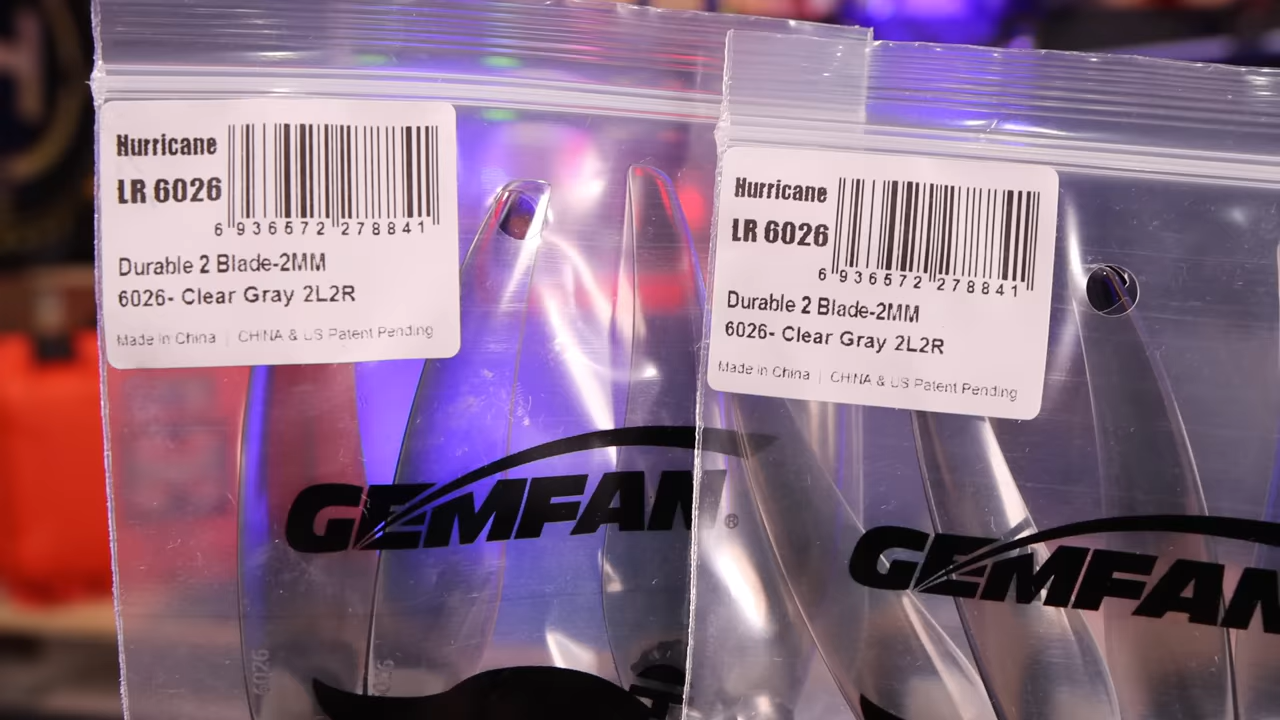 Hurricane
LR 6026
6 936572 278841
Durable 2 Blade-2MM
6026- Clear Gray 2L2R
Made in China | CHINA & US Patent Pending
GEMFAN®
6026
6026
Hurricane
LR 6026
6 936572 278841
Durable 2 Blade-2MM
6026- Clear Gray 2L2R
Made in China | CHINA & US Patent Pending
GEMFAN